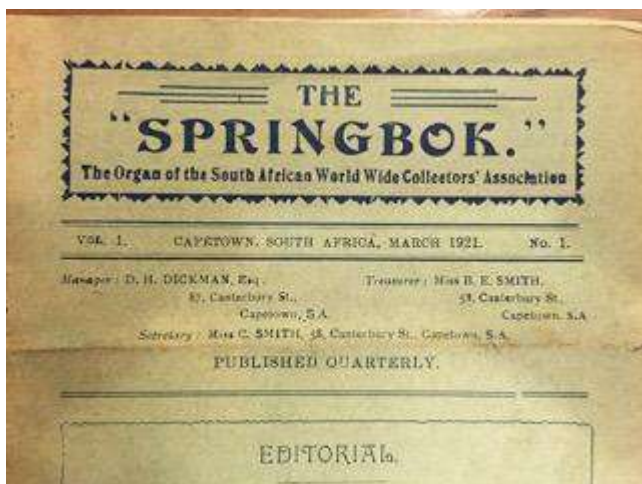 THE
"SPRINGBOK."
The Organ of the South African World Wide Collectors' Association
VOL. 1. CAPETOWN, SOUTH AFRICA, MARCH 1921. No. 1.
Manager: D. H. DICKMAN, Esq. Treasurer: Miss B. E. SMITH,
87, Canterbury St., 58, Canterbury St.,
Capetown, S.A. Capetown, S.A
Secretary: Miss C. SMITH, 58, Canterbury St., Capetown, S.A.
PUBLISHED QUARTERLY.
EDITORIAL.